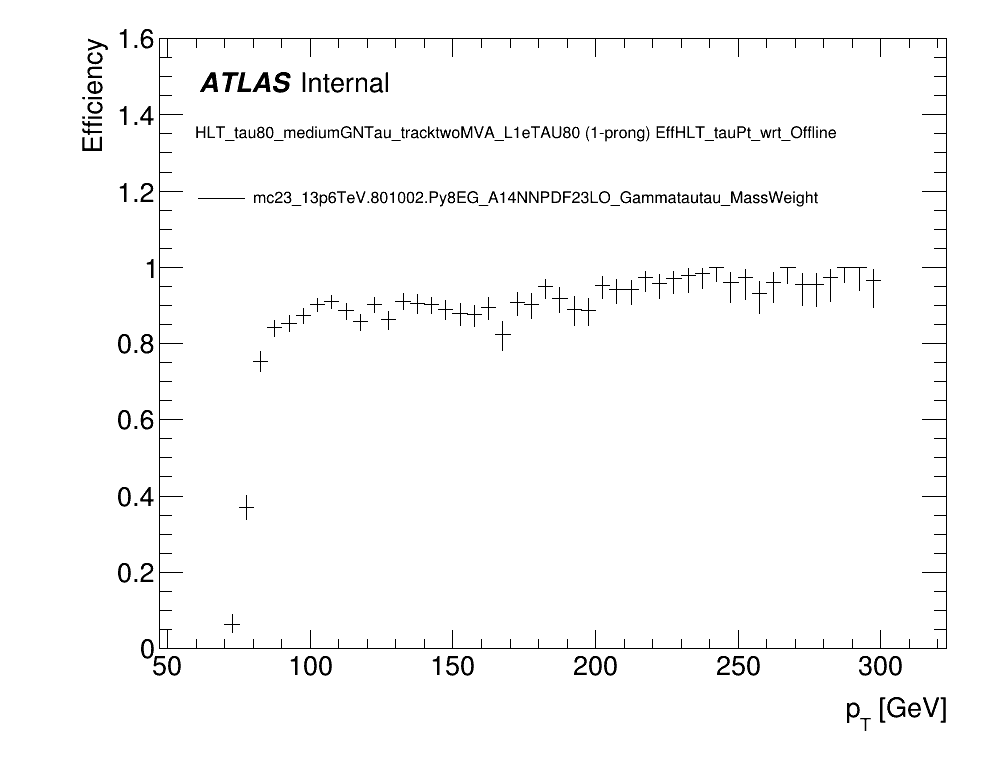 Efficiency
1.6
1.4
1.2
1
0.8
0.6
0.4
0.2
0
ATLAS Internal
HLT_tau80_mediumGNTau_tracktwoMVA_L1eTAU80 (1-prong) EffHLT_tauPt_wrt_Offline
mc23_13p6TeV.801002.Py8EG_A14NNPDF23LO_Gammatautau_MassWeight
50 100 150 200 250 300
pT [GeV]